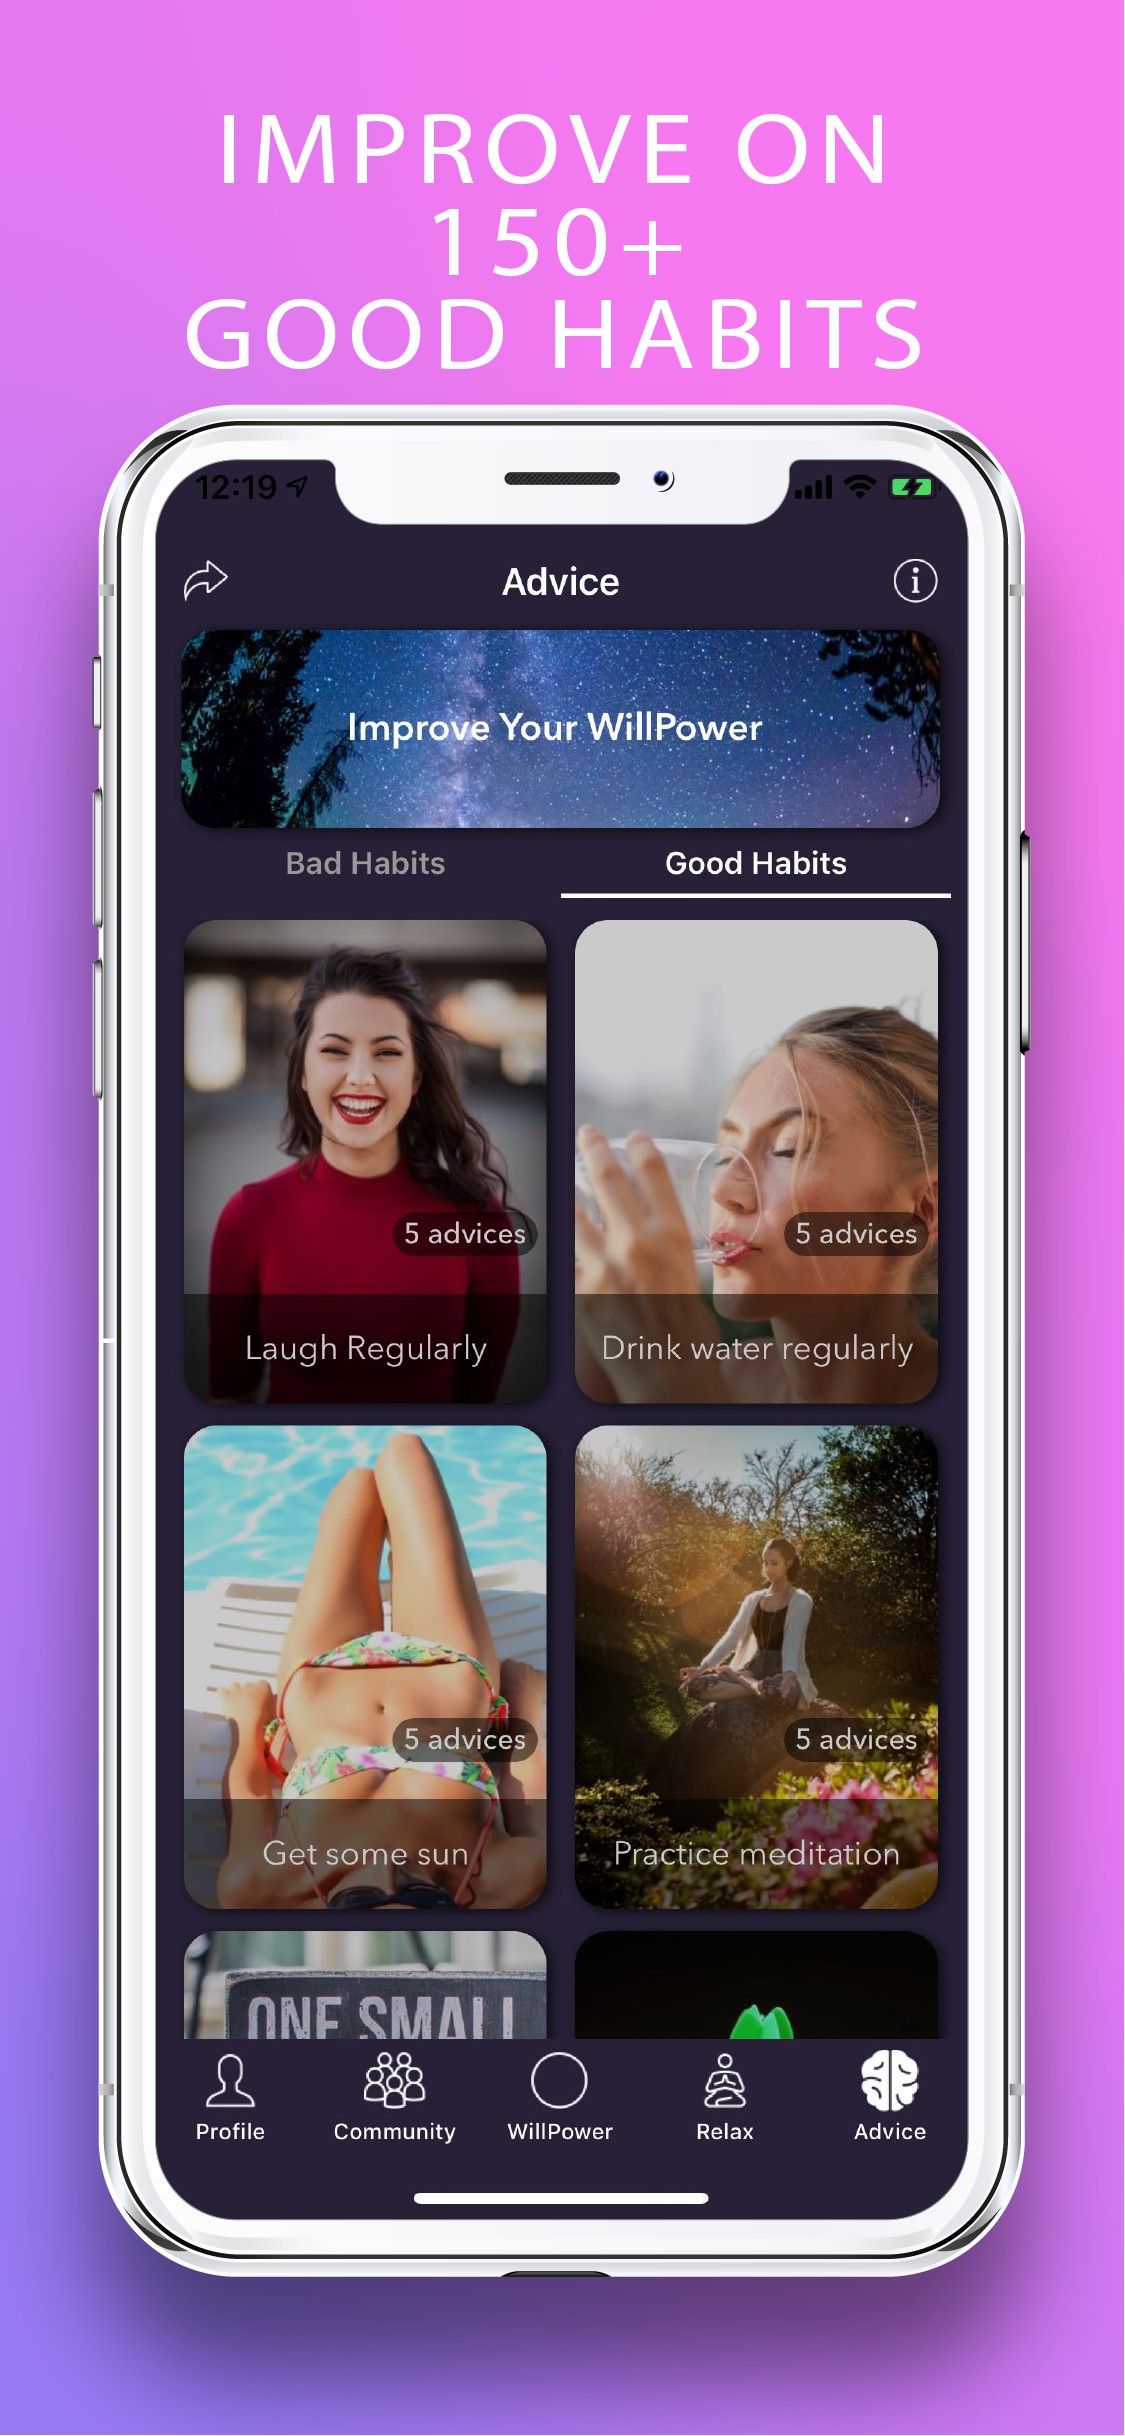 IMPROVE ON
150+
GOOD HABITS
12:19
Advice
Improve Your WillPower
Bad Habits
Good Habits
5 advices
5 advices
Laugh Regularly
Drink water regularly
5 advices
5 advices
Get some sun
Practice meditation
ONE SMALL
Profile
Community
WillPower
Relax
Advice